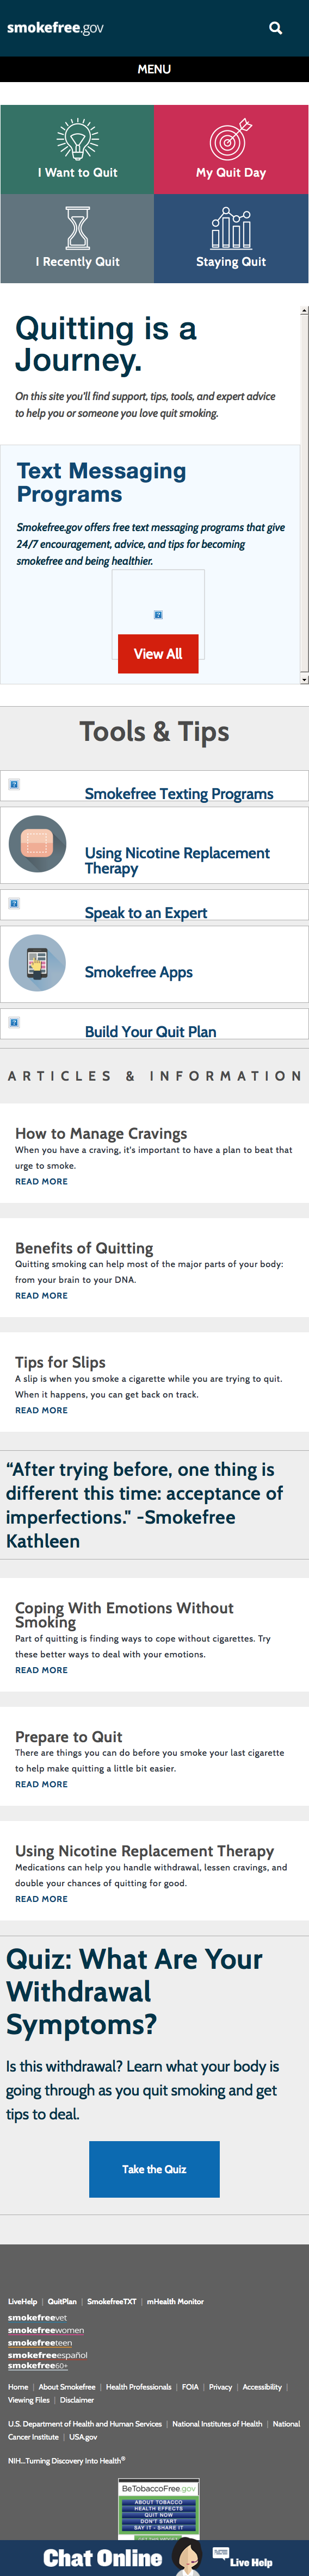 smokefree.gov
MENU
I Want to Quit
My Quit Day
I Recently Quit
Staying Quit
Quitting is a
Journey.
On this site you'll find support, tips, tools, and expert advice
to help you or someone you love quit smoking.
Text Messaging
Programs
Smokefree.gov offers free text messaging programs that give
24/7 encouragement, advice, and tips for becoming
smokefree and being healthier.
View All
Tools & Tips
Smokefree Texting Programs
Using Nicotine Replacement
Therapy
Speak to an Expert
Smokefree Apps
Build Your Quit Plan
ARTICLES & INFORMATION
How to Manage Cravings
When you have a craving, it's important to have a plan to beat that
urge to smoke.
READ MORE
Benefits of Quitting
Quitting smoking can help most of the major parts of your body:
from your brain to your DNA.
READ MORE
Tips for Slips
A slip is when you smoke a cigarette while you are trying to quit.
When it happens, you can get back on track.
READ MORE
“After trying before, one thing is
different this time: acceptance of
imperfections." -Smokefree
Kathleen
Coping With Emotions Without
Smoking
Part of quitting is finding ways to cope without cigarettes. Try
these better ways to deal with your emotions.
READ MORE
Prepare to Quit
There are things you can do before you smoke your last cigarette
to help make quitting a little bit easier.
READ MORE
Using Nicotine Replacement Therapy
Medications can help you handle withdrawal, lessen cravings, and
double your chances of quitting for good.
READ MORE
Quiz: What Are Your
Withdrawal
Symptoms?
Is this withdrawal? Learn what your body is
going through as you quit smoking and get
tips to deal.
Take the Quiz
LiveHelp | QuitPlan | SmokefreeTXT | mHealth Monitor
smokefreevet
smokefreewomen
smokefreeteen
smokefreeespañol
smokefree60+
Home | About Smokefree | Health Professionals | FOIA | Privacy | Accessibility |
Viewing Files | Disclaimer
U.S. Department of Health and Human Services | National Institutes of Health | National
Cancer Institute | USA.gov
NIH...Turning Discovery Into Health®
BeTobaccoFree.gov
ABOUT TOBACCO
HEALTH EFFECTS
QUIT NOW
DON'T START
SAY IT - SHARE IT
Chat Online
Live Help